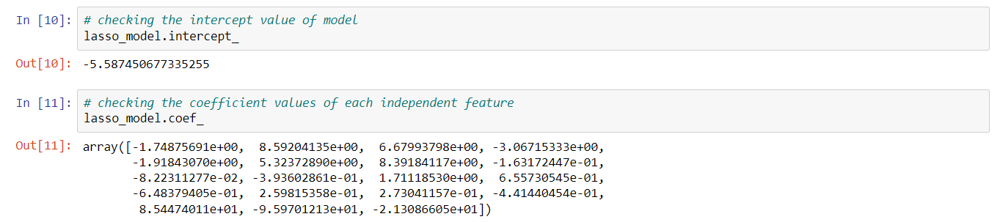 In [10]: # checking the intercept value of model
lasso_model.intercept_
Out[10]: -5.587450677335255
In [11]: # checking the coefficient values of each independent feature
lasso_model.coef_
Out[11]: array([-1.74875691e+00,  8.59204135e+00,  6.67993798e+00, -3.06715333e+00,
-1.91843070e+00,  5.32372890e+00,  8.39184117e+00, -1.63172447e-01,
-8.22311277e-02, -3.93602861e-01,  1.71118530e+00,  6.55730545e-01,
-6.48379405e-01,  2.59815358e-01,  2.73041157e-01, -4.41440454e-01,
8.54474011e+01, -9.59701213e+01, -2.13086605e+01])